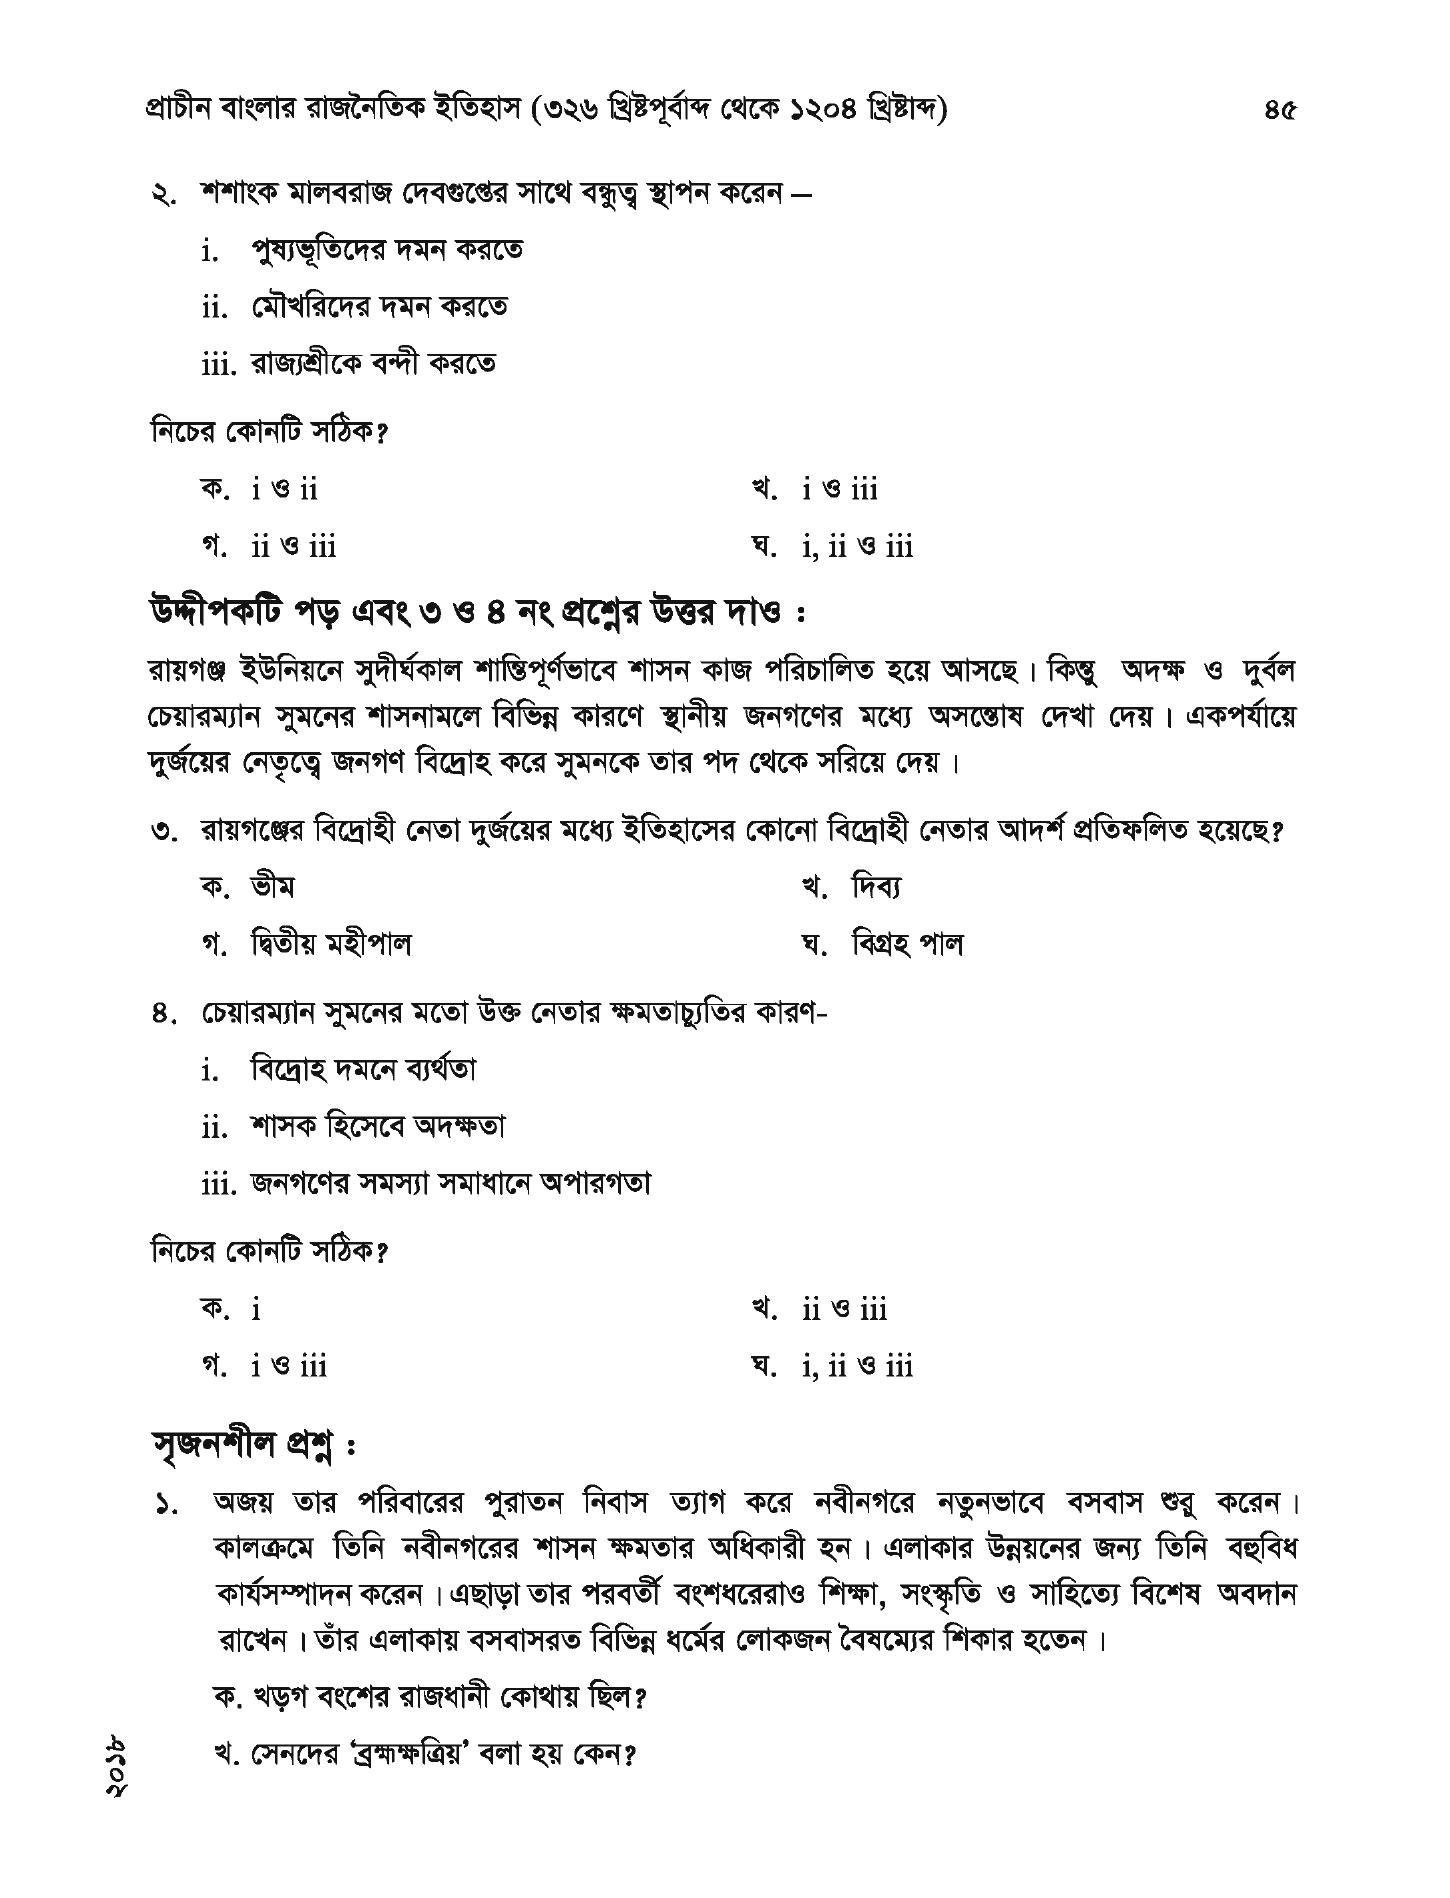 প্রাচীন বাংলার রাজনৈতিক ইতিহাস (৩২৬ খ্রিষ্টপূর্বাব্দ থেকে ১২০৪ খ্রিষ্টাব্দ) ৪৫
২. শশাংক মালবরাজ দেবগুপ্তের সাথে বন্ধুত্ব স্থাপন করেন –
i. পুষ্যভূতিদের দমন করতে
ii. মৌখরিদের দমন করতে
iii. রাজ্যশ্রীকে বন্দী করতে
নিচের কোনটি সঠিক?
ক. i ও ii খ. i ও iii
গ. ii ও iii ঘ. i, ii ও iii
উদ্দীপকটি পড় এবং ৩ ও ৪ নং প্রশ্নের উত্তর দাও :
রায়গঞ্জ ইউনিয়নে সুদীর্ঘকাল শান্তিপূর্ণভাবে শাসন কাজ পরিচালিত হয়ে আসছে। কিন্তু অদক্ষ ও দুর্বল
চেয়ারম্যান সুমনের শাসনামলে বিভিন্ন কারণে স্থানীয় জনগণের মধ্যে অসন্তোষ দেখা দেয়। একপর্যায়ে
দুর্জয়ের নেতৃত্বে জনগণ বিদ্রোহ করে সুমনকে তার পদ থেকে সরিয়ে দেয়।
৩. রায়গঞ্জের বিদ্রোহী নেতা দুর্জয়ের মধ্যে ইতিহাসের কোনো বিদ্রোহী নেতার আদর্শ প্রতিফলিত হয়েছে?
ক. ভীম খ. দিব্য
গ. দ্বিতীয় মহীপাল ঘ. বিগ্রহ পাল
৪. চেয়ারম্যান সুমনের মতো উক্ত নেতার ক্ষমতাচ্যুতির কারণ-
i. বিদ্রোহ দমনে ব্যর্থতা
ii. শাসক হিসেবে অদক্ষতা
iii. জনগণের সমস্যা সমাধানে অপারগতা
নিচের কোনটি সঠিক?
ক. i খ. ii ও iii
গ. i ও iii ঘ. i, ii ও iii
সৃজনশীল প্রশ্ন :
১. অজয় তার পরিবারের পুরাতন নিবাস ত্যাগ করে নবীনগরে নতুনভাবে বসবাস শুরু করেন।
কালক্রমে তিনি নবীনগরের শাসন ক্ষমতার অধিকারী হন। এলাকার উন্নয়নের জন্য তিনি বহুবিধ
কার্যসম্পাদন করেন। এছাড়া তার পরবর্তী বংশধরেরাও শিক্ষা, সংস্কৃতি ও সাহিত্যে বিশেষ অবদান
রাখেন। তাঁর এলাকায় বসবাসরত বিভিন্ন ধর্মের লোকজন বৈষম্যের শিকার হতেন।
ক. খড়গ বংশের রাজধানী কোথায় ছিল?
খ. সেনদের ‘ব্রহ্মক্ষত্রিয়’ বলা হয় কেন?
২০১৮